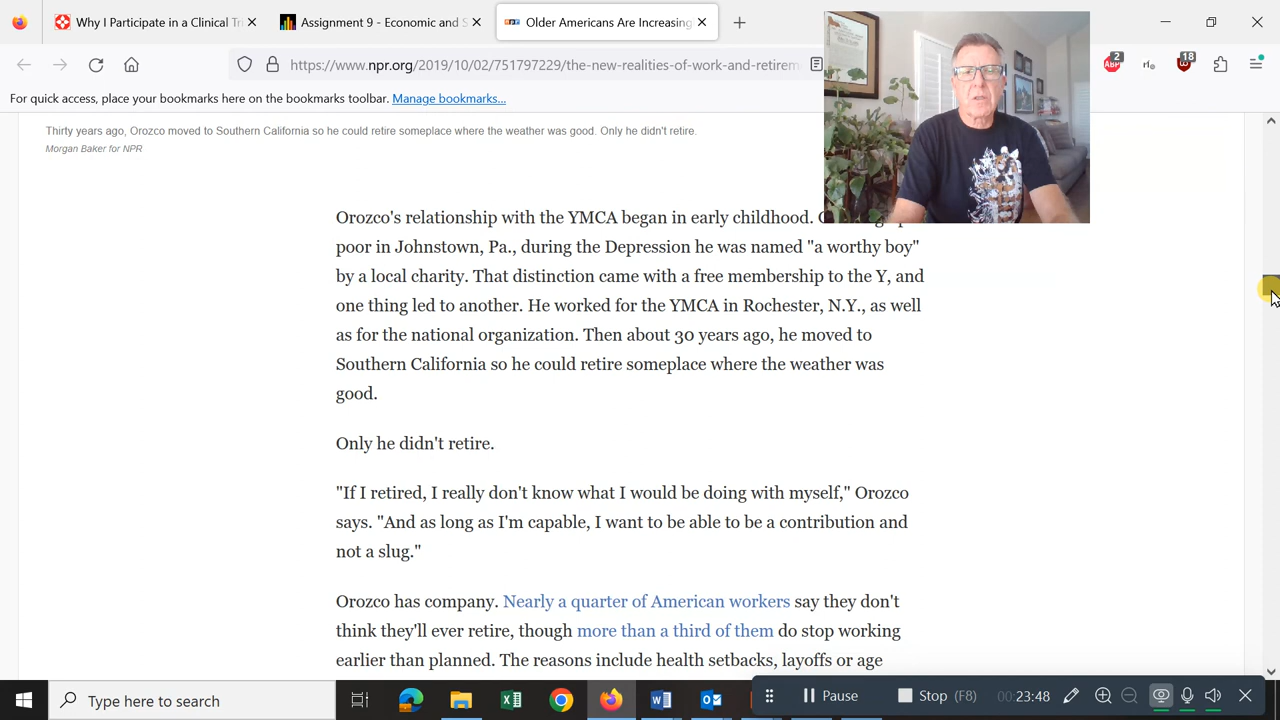 Why I Participate in a Clinical Tr
Assignment 9 - Economic and S
Older Americans Are Increasing
https://www.npr.org/2019/10/02/751797229/the-new-realities-of-work-and-retirem
2
rl.
18
For quick access, place your bookmarks here on the bookmarks toolbar. Manage bookmarks...
Thirty years ago, Orozco moved to Southern California so he could retire someplace where the weather was good. Only he didn't retire.
Morgan Baker for NPR
Orozco's relationship with the YMCA began in early childhood.
poor in Johnstown, Pa., during the Depression he was named "a worthy boy"
by a local charity. That distinction came with a free membership to the Y, and
one thing led to another. He worked for the YMCA in Rochester, N.Y., as well
as for the national organization. Then about 30 years ago, he moved to
Southern California so he could retire someplace where the weather was
good.
Only he didn't retire.
"If I retired, I really don't know what I would be doing with myself," Orozco
says. "And as long as I'm capable, I want to be able to be a contribution and
not a slug."
Orozco has company. Nearly a quarter of American workers say they don't
think they'll ever retire, though more than a third of them do stop working
earlier than planned. The reasons include health setbacks, layoffs or age
Pause
Stop (F8)
00:23:48
Type here to search